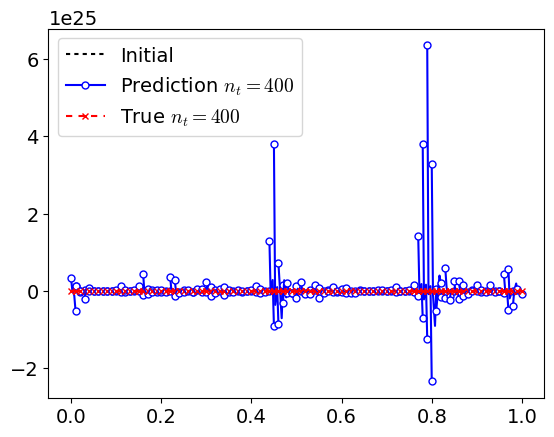 1e25
Initial
Prediction $n_t = 400$
True $n_t = 400$
6
4
2
0
−2
0.0 0.2 0.4 0.6 0.8 1.0